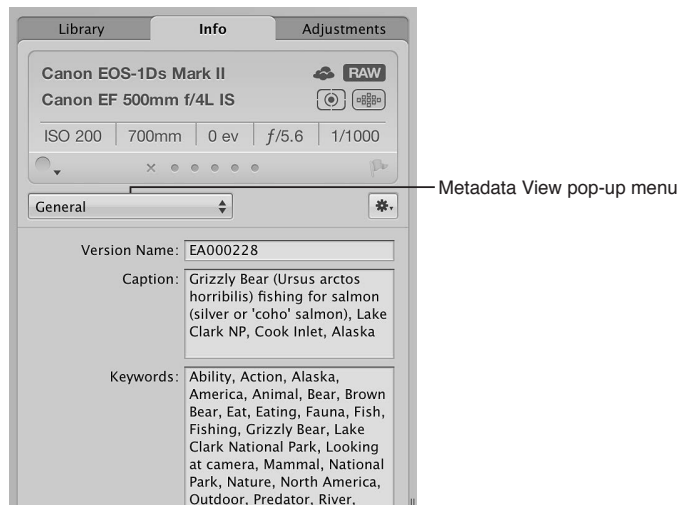 Library Info Adjustments
Canon EOS-1Ds Mark II RAW
Canon EF 500mm f/4L IS
ISO 200 700mm 0 ev ƒ/5.6 1/1000
General
Metadata View pop-up menu
Version Name: EA000228
Caption: Grizzly Bear (Ursus arctos
horribilis) fishing for salmon
(silver or 'coho' salmon), Lake
Clark NP, Cook Inlet, Alaska
Keywords: Ability, Action, Alaska,
America, Animal, Bear, Brown
Bear, Eat, Eating, Fauna, Fish,
Fishing, Grizzly Bear, Lake
Clark National Park, Looking
at camera, Mammal, National
Park, Nature, North America,
Outdoor, Predator, River,